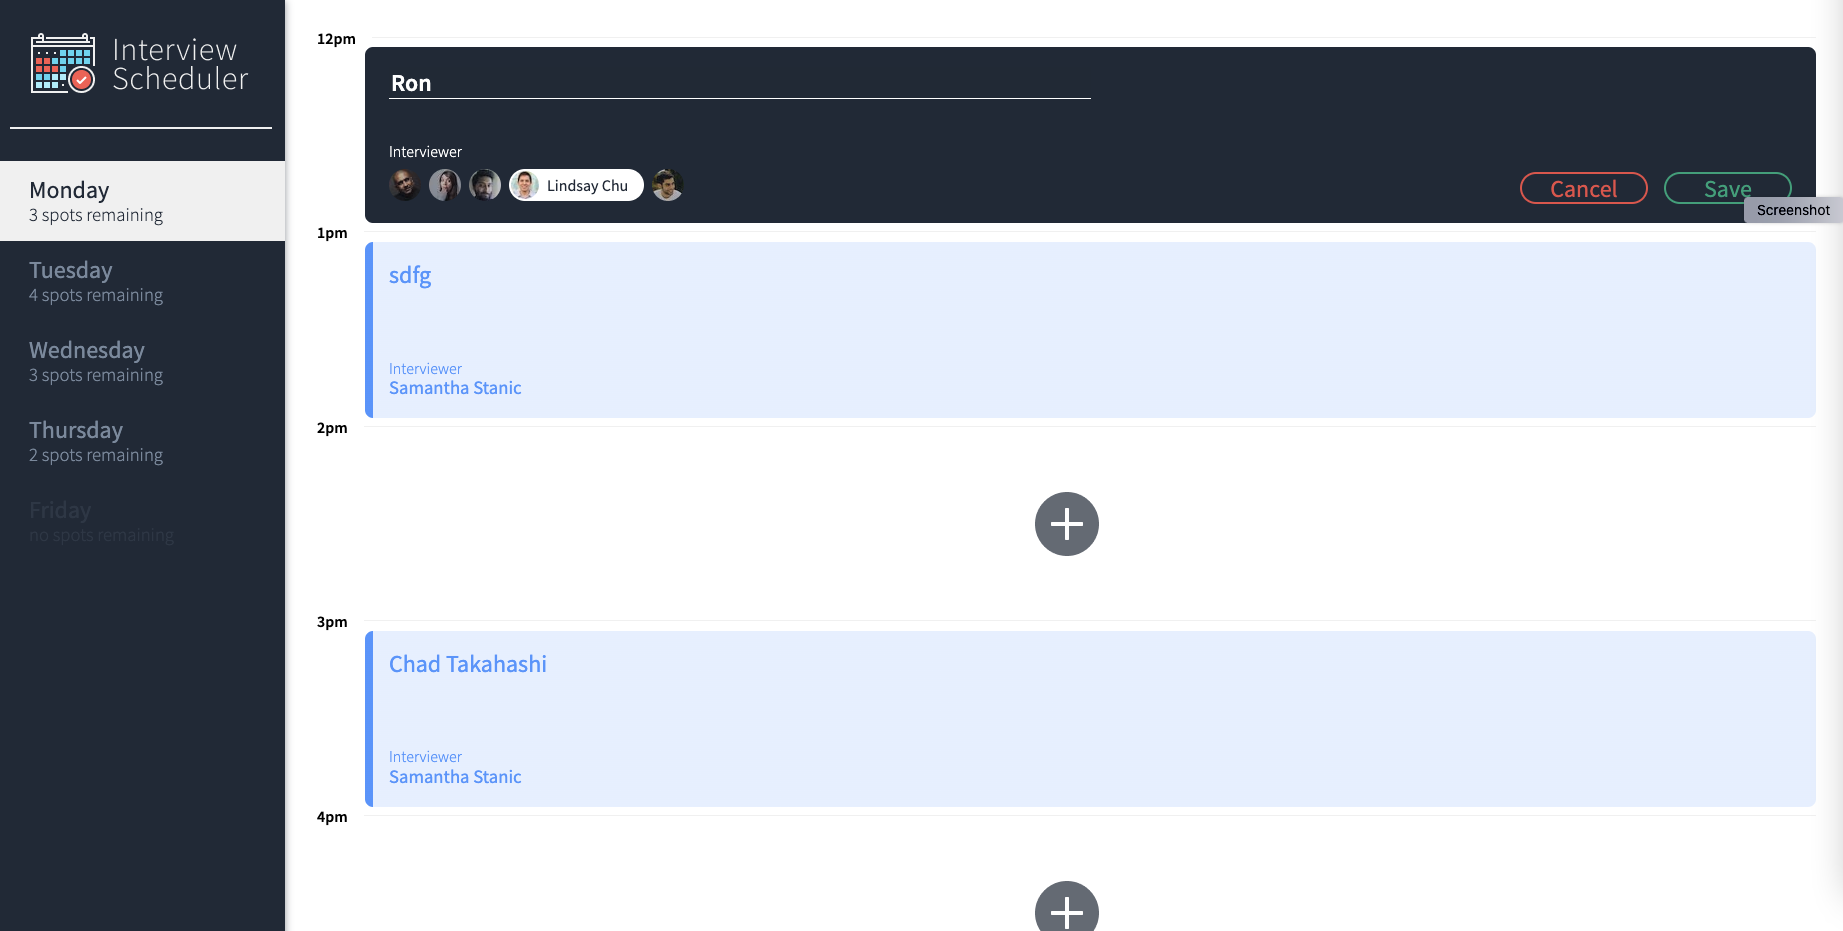 Interview
Scheduler
Monday
3 spots remaining
Tuesday
4 spots remaining
Wednesday
3 spots remaining
Thursday
2 spots remaining
Friday
no spots remaining
12pm
Ron
Interviewer
Lindsay Chu
Cancel
Save
Screenshot
1pm
sdfg
Interviewer
Samantha Stanic
2pm
3pm
Chad Takahashi
Interviewer
Samantha Stanic
4pm